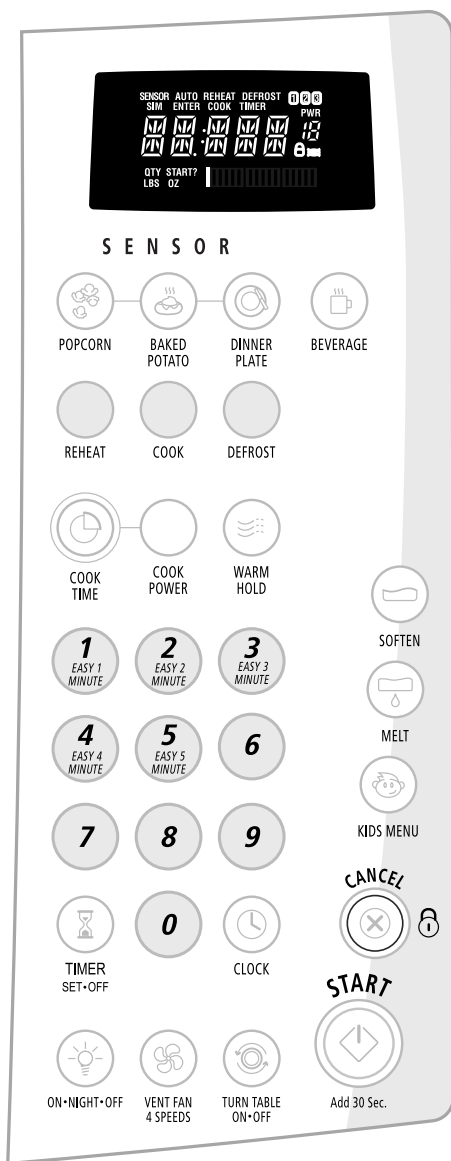 SENSOR AUTO REHEAT DEFROST 1 2 3
SIM ENTER COOK TIMER PWR
18
QTY START?
LBS OZ
SENSOR
POPCORN BAKED POTATO DINNER PLATE BEVERAGE
REHEAT COOK DEFROST
COOK TIME COOK POWER WARM HOLD
SOFTEN
1 EASY 1 MINUTE 2 EASY 2 MINUTE 3 EASY 3 MINUTE
MELT
4 EASY 4 MINUTE 5 EASY 5 MINUTE 6
KIDS MENU
7 8 9
CANCEL
0
TIMER SET•OFF CLOCK
START
ON•NIGHT•OFF VENT FAN 4 SPEEDS TURN TABLE ON•OFF Add 30 Sec.